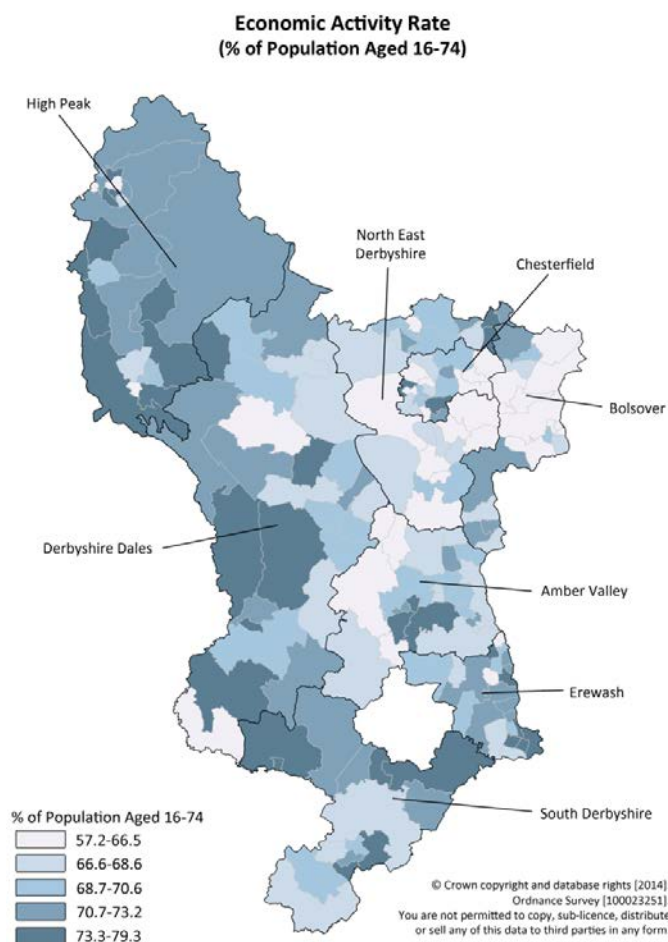 Economic Activity Rate
(% of Population Aged 16-74)
High Peak
North East
Derbyshire
Chesterfield
Bolsover
Derbyshire Dales
Amber Valley
Erewash
South Derbyshire
% of Population Aged 16-74
57.2-66.5
66.6-68.6
68.7-70.6
70.7-73.2
73.3-79.3
© Crown copyright and database rights [2014]
Ordnance Survey [100023251]
You are not permitted to copy, sub-licence, distribute
or sell any of this data to third parties in any form